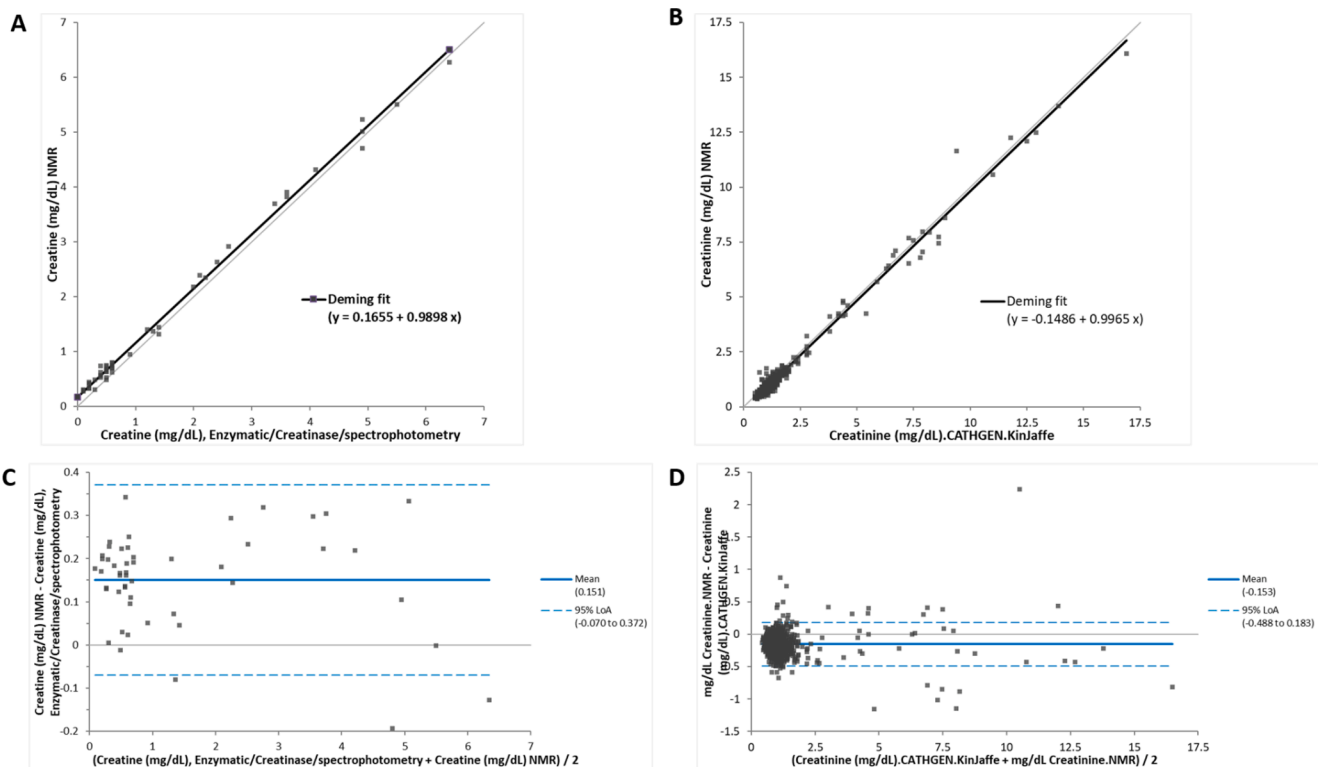 A
7
6
5
4
3
2
1
0
Creatine (mg/dL) NMR
Deming fit
(y = 0.1655 + 0.9898 x)
0 1 2 3 4 5 6 7
Creatine (mg/dL), Enzymatic/Creatinase/spectrophotometry
B
17.5
15
12.5
10
7.5
5
2.5
0
Creatinine (mg/dL) NMR
Deming fit
(y = -0.1486 + 0.9965 x)
0 2.5 5 7.5 10 12.5 15 17.5
Creatinine (mg/dL).CATHGEN.KinJaffe
C
0.4
0.3
0.2
0.1
0
-0.1
-0.2
Creatine (mg/dL) NMR - Creatine (mg/dL),
Enzymatic/Creatinase/spectrophotometry
Mean
(0.151)
95% LoA
(-0.070 to 0.372)
0 1 2 3 4 5 6 7
(Creatine (mg/dL), Enzymatic/Creatinase/spectrophotometry + Creatine (mg/dL) NMR) / 2
D
2.5
2
1.5
1
0.5
0
-0.5
-1
-1.5
mg/dL Creatinine.NMR - Creatinine
(mg/dL).CATHGEN.KinJaffe
Mean
(-0.153)
95% LoA
(-0.488 to 0.183)
0 2.5 5 7.5 10 12.5 15 17.5
(Creatinine (mg/dL).CATHGEN.KinJaffe + mg/dL Creatinine.NMR) / 2